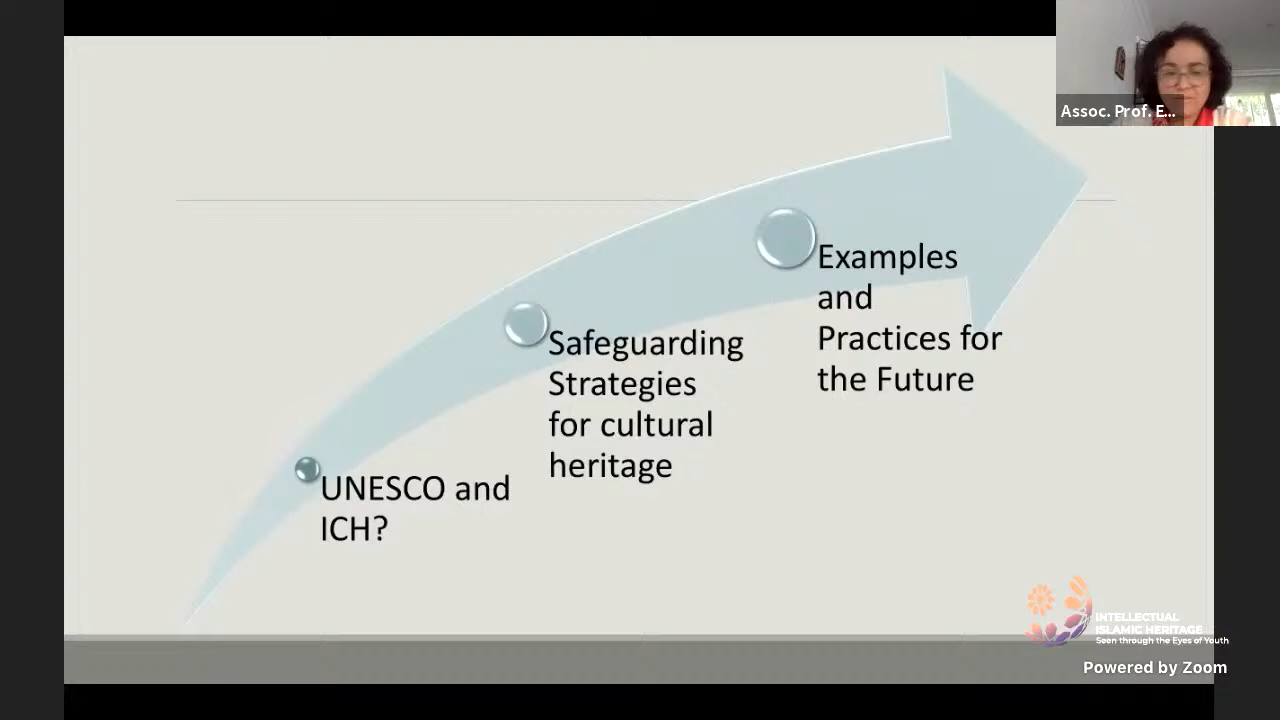 Assoc. Prof. E...
Examples
and
Practices for
the Future
Safeguarding
Strategies
for cultural
heritage
UNESCO and
ICH?
INTELLECTUAL
ISLAMIC HERITAGE
Seen through the Eyes of Youth
Powered by Zoom